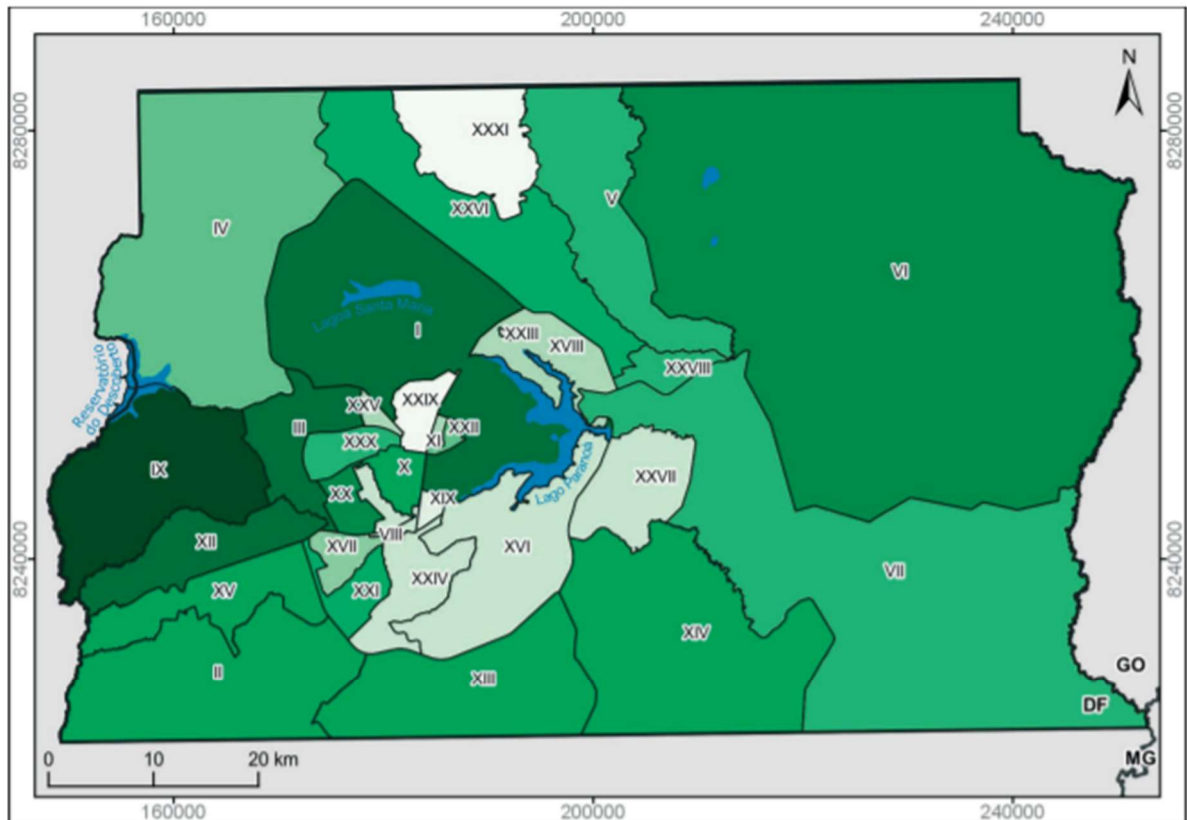 160000 200000 240000
N
8280000
8280000
XXXI
XXVI
V
IV
VI
Lagoa Santa Maria
I
XXIII
XVIII
XXVIII
Reservatório
do Descoberto
XXV
XXIX
III
XXII
XI
XXX
X
IX
XX
XIX
Lago Paranoá
XXVII
XII
XVII
VIII
XVI
8240000
8240000
XXIV
VII
XV
XXI
XIV
II
XIII
GO
DF
MG
0 10 20 km
160000 200000 240000